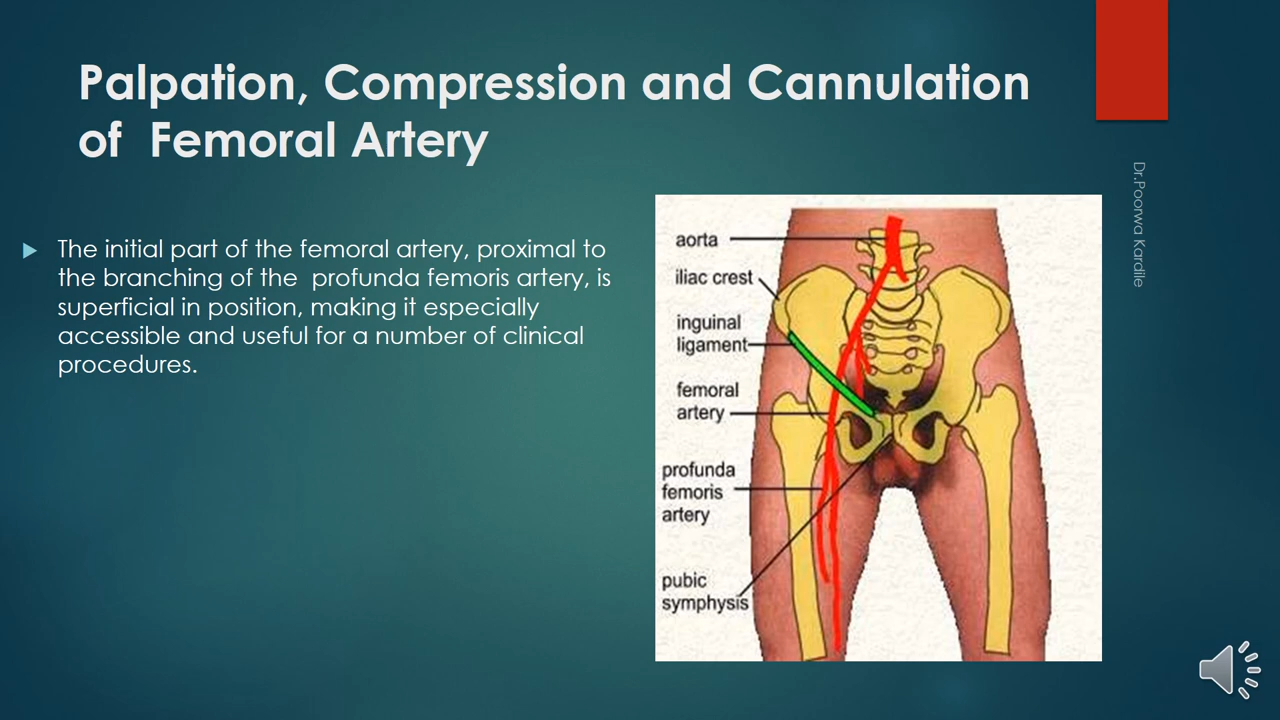 Palpation, Compression and Cannulation
of  Femoral Artery
The initial part of the femoral artery, proximal to
the branching of the  profunda femoris artery, is
superficial in position, making it especially
accessible and useful for a number of clinical
procedures.
aorta
iliac crest
inguinal
ligament
femoral
artery
profunda
femoris
artery
pubic
symphysis
Dr.Poorwa Kardile